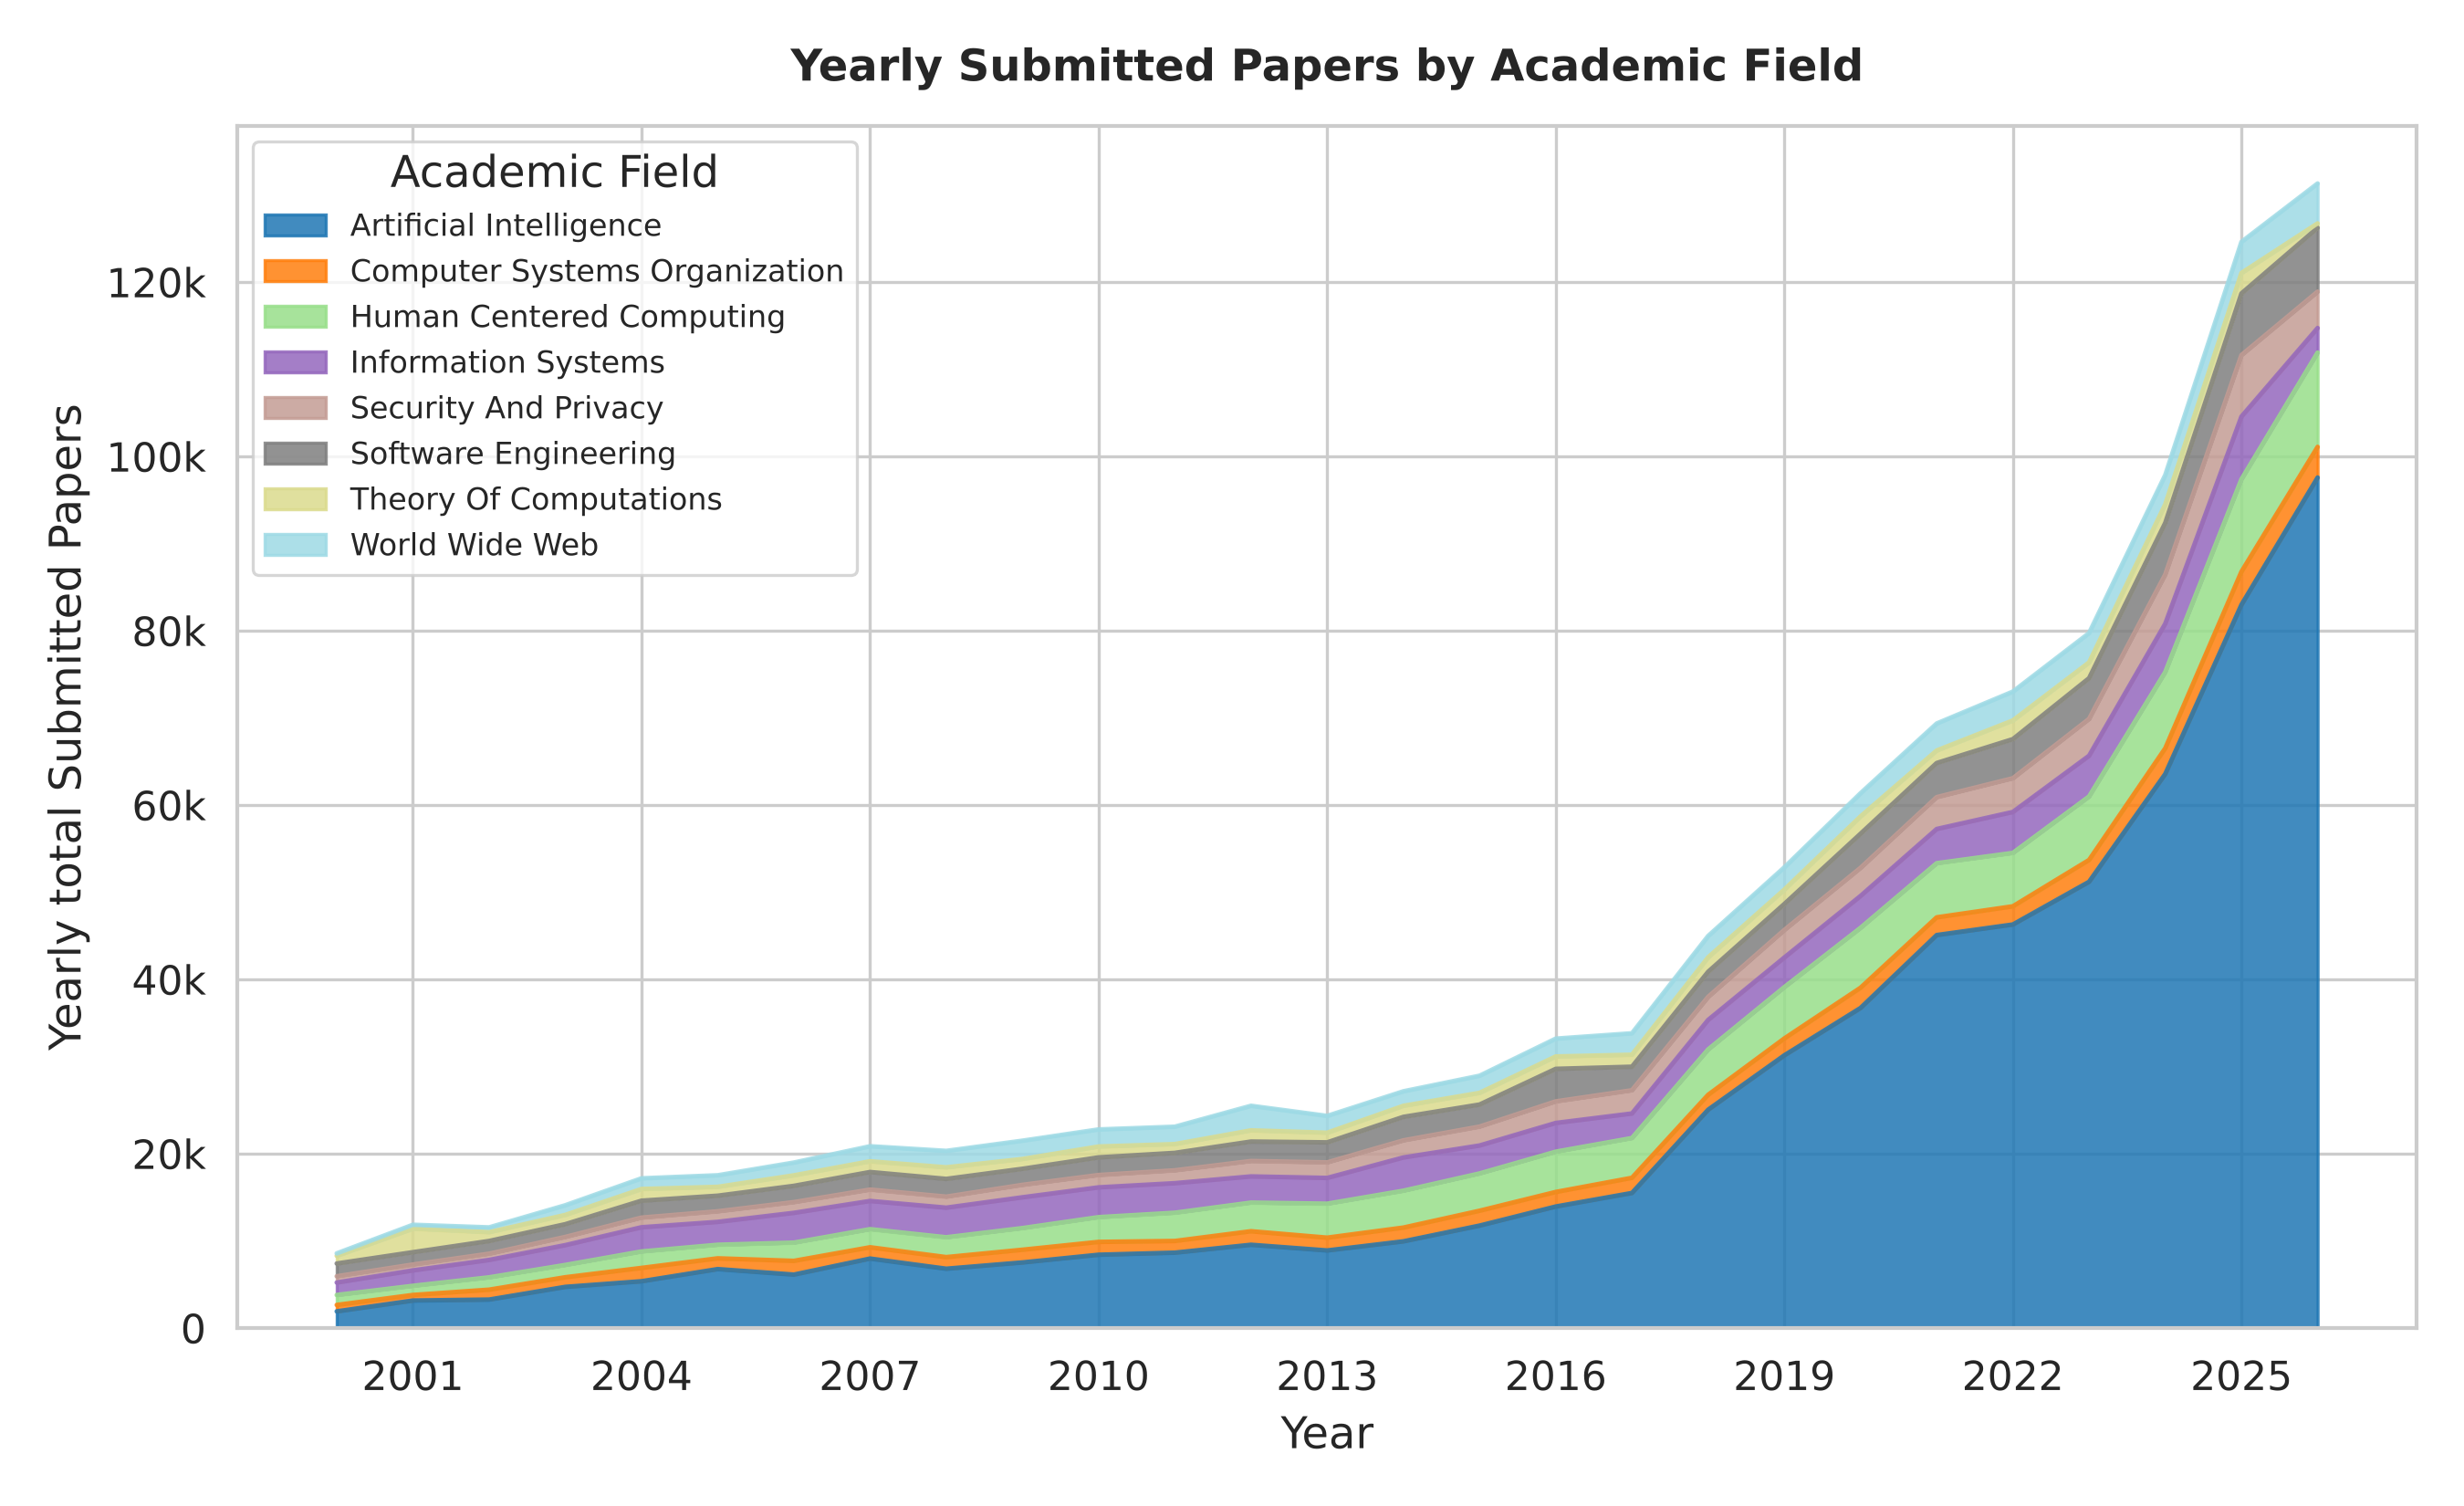 Yearly Submitted Papers by Academic Field
Academic Field
Artificial Intelligence
Computer Systems Organization
Human Centered Computing
Information Systems
Security And Privacy
Software Engineering
Theory Of Computations
World Wide Web
Yearly total Submitted Papers
120k
100k
80k
60k
40k
20k
0
2001 2004 2007 2010 2013 2016 2019 2022 2025
Year